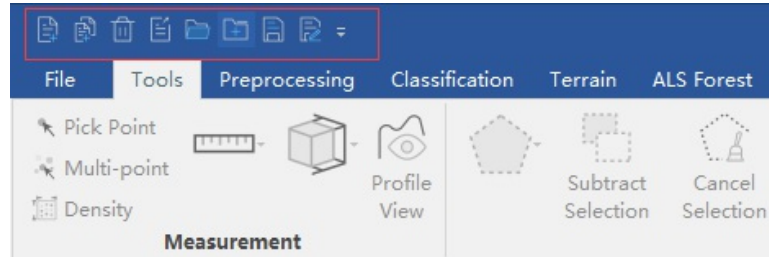 File Tools Preprocessing Classification Terrain ALS Forest
Pick Point
Multi-point
Density
Profile
View
Subtract
Selection
Cancel
Selection
Measurement